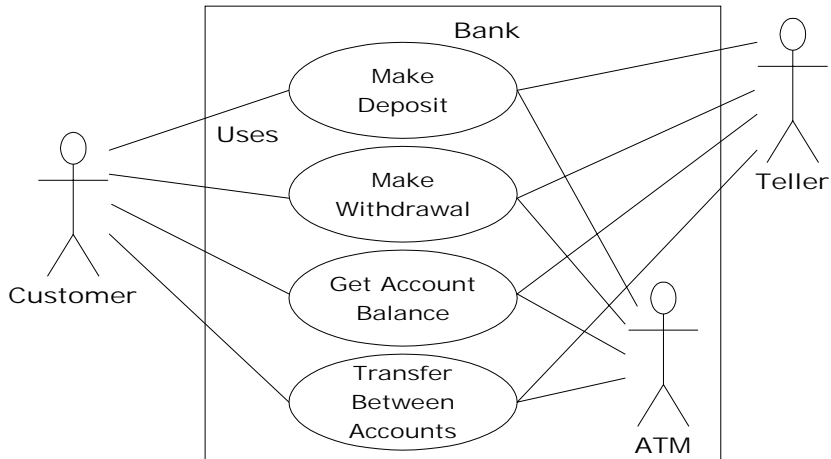 Bank
Make
Deposit
Uses
Make
Withdrawal
Teller
Get Account
Balance
Customer
Transfer
Between
Accounts
ATM